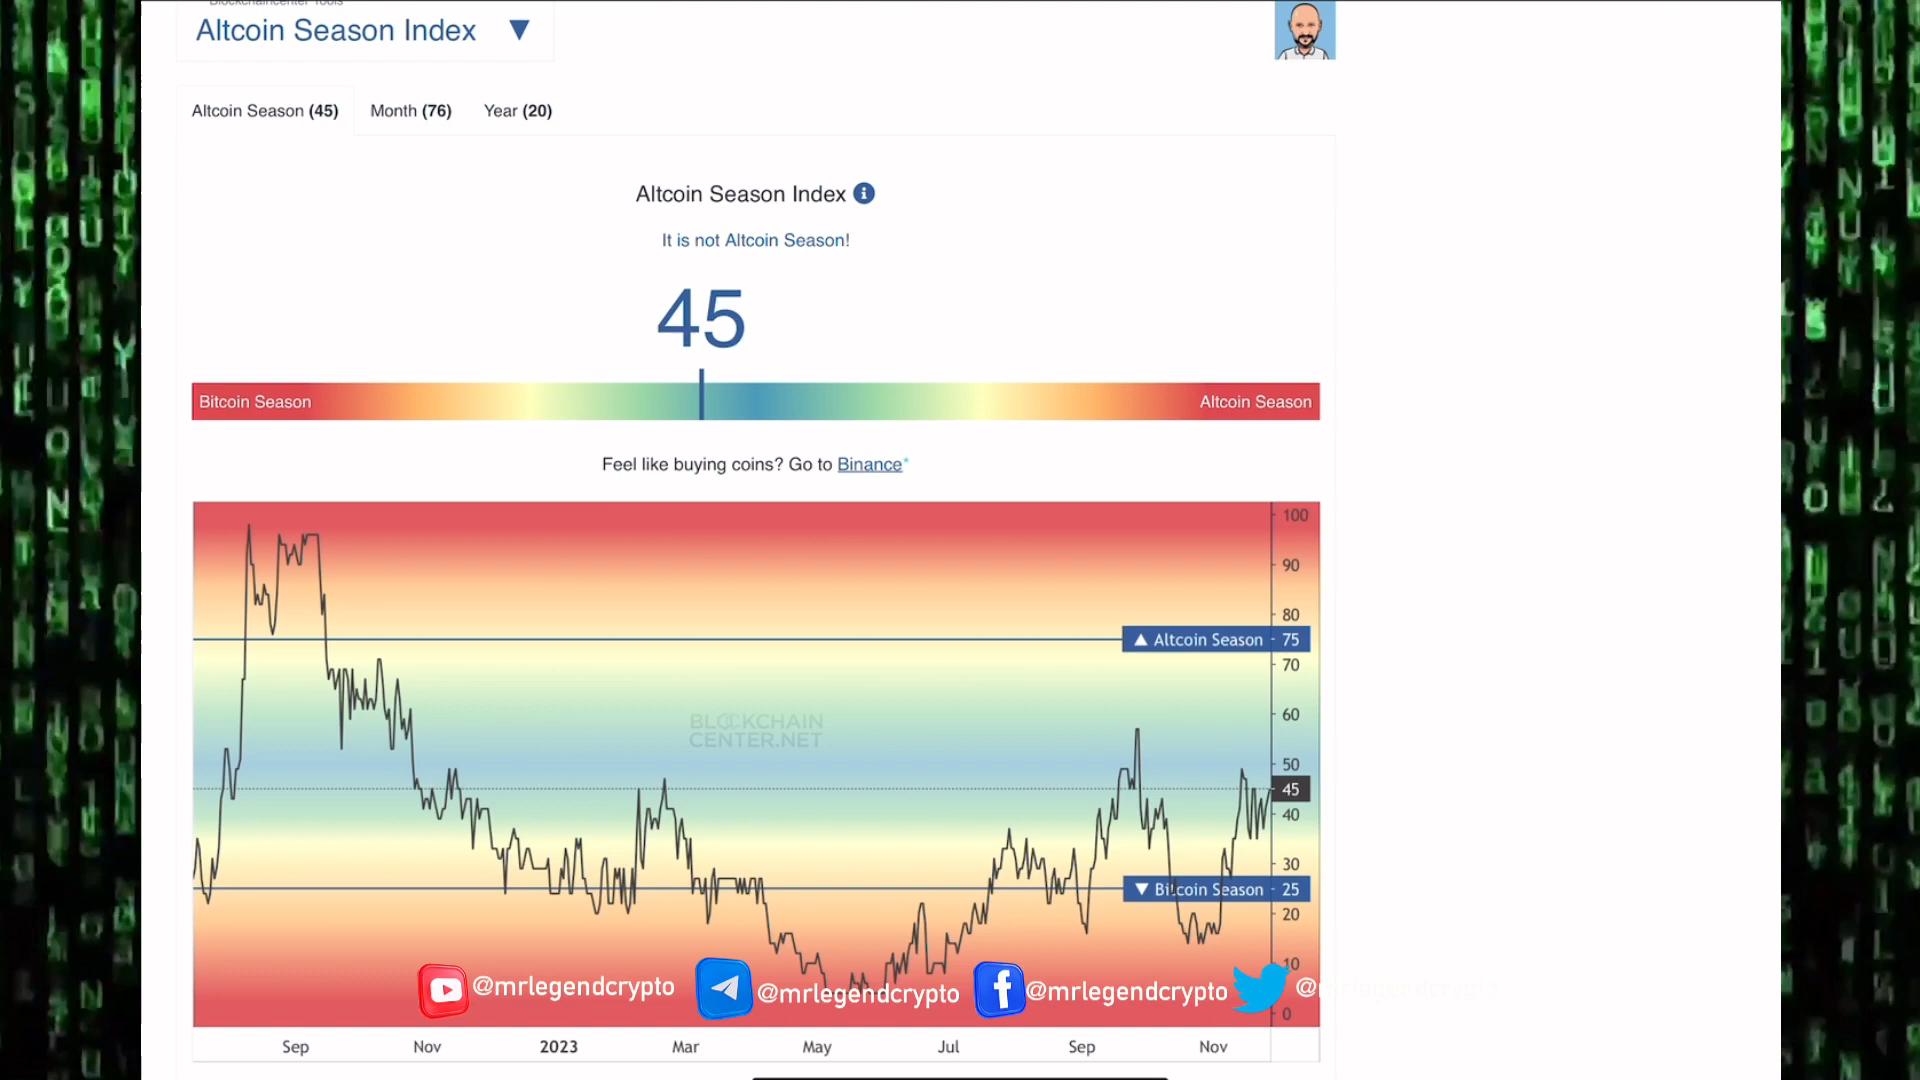 Blockchaincenter Tools
Altcoin Season Index ▼
Altcoin Season (45) Month (76) Year (20)
Altcoin Season Index i
It is not Altcoin Season!
45
Bitcoin Season Altcoin Season
Feel like buying coins? Go to Binance*
100
90
80
▲ Altcoin Season 75
70
60
BLOCKCHAIN
CENTER.NET
50
45
40
30
▼ Bitcoin Season 25
20
10
@mrlegendcrypto @mrlegendcrypto @mrlegendcrypto @
0
Sep Nov 2023 Mar May Jul Sep Nov